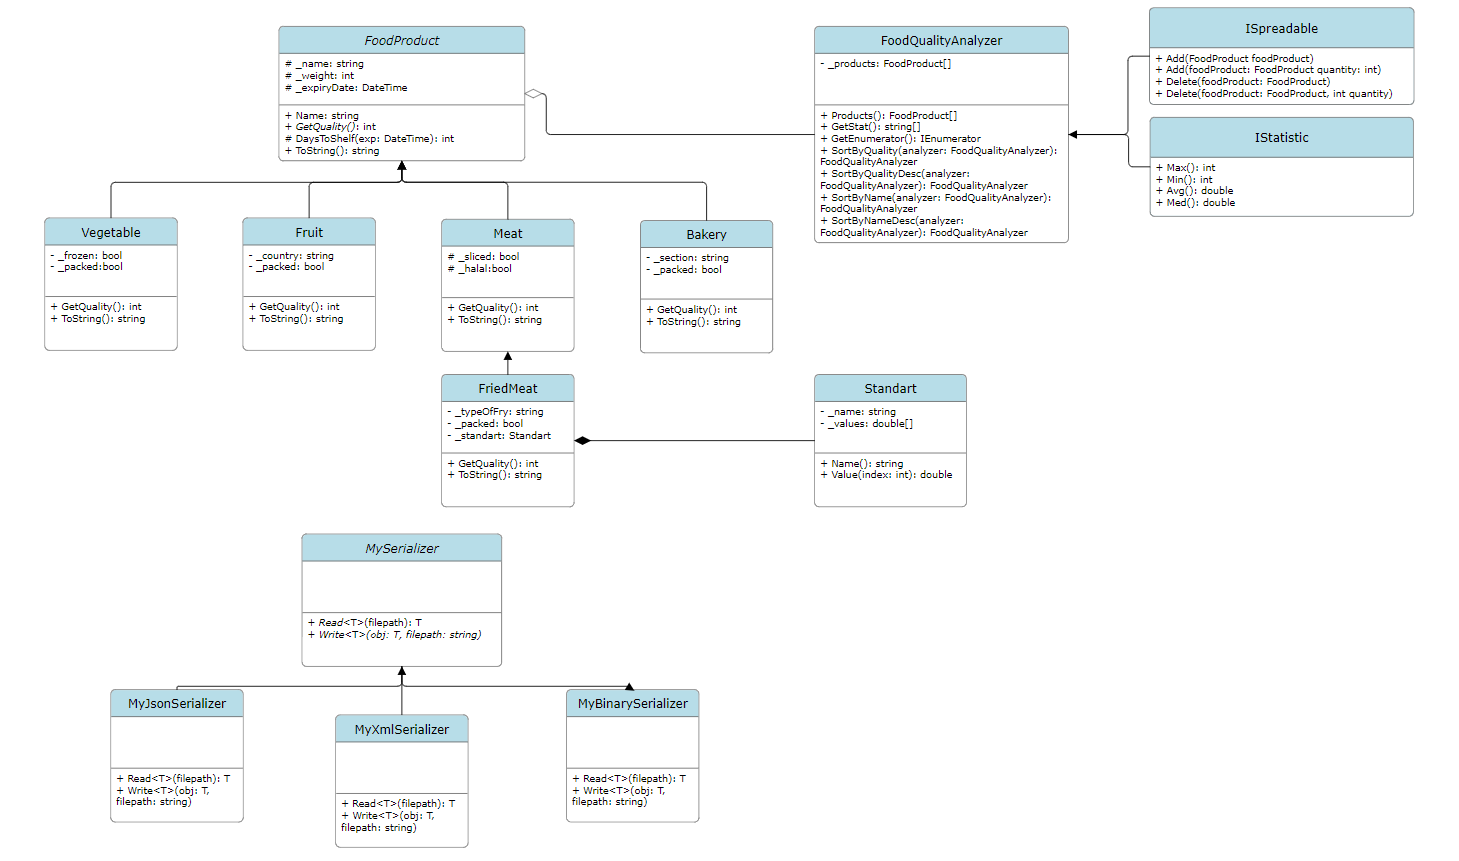 FoodProduct
# _name: string
# _weight: int
# _expiryDate: DateTime
+ Name: string
+ GetQuality(): int
# DaysToShelf(exp: DateTime): int
+ ToString(): string
FoodQualityAnalyzer
- _products: FoodProduct[]
+ Products(): FoodProduct[]
+ GetStat(): string[]
+ GetEnumerator(): IEnumerator
+ SortByQuality(analyzer: FoodQualityAnalyzer):
FoodQualityAnalyzer
+ SortByQualityDesc(analyzer:
FoodQualityAnalyzer): FoodQualityAnalyzer
+ SortByName(analyzer: FoodQualityAnalyzer):
FoodQualityAnalyzer
+ SortByNameDesc(analyzer:
FoodQualityAnalyzer): FoodQualityAnalyzer
ISpreadable
+ Add(FoodProduct foodProduct)
+ Add(foodProduct: FoodProduct quantity: int)
+ Delete(foodProduct: FoodProduct)
+ Delete(foodProduct: FoodProduct, int quantity)
IStatistic
+ Max(): int
+ Min(): int
+ Avg(): double
+ Med(): double
Vegetable
- _frozen: bool
- _packed:bool
+ GetQuality(): int
+ ToString(): string
Fruit
- _country: string
- _packed: bool
+ GetQuality(): int
+ ToString(): string
Meat
# _sliced: bool
# _halal:bool
+ GetQuality(): int
+ ToString(): string
Bakery
- _section: string
- _packed: bool
+ GetQuality(): int
+ ToString(): string
FriedMeat
- _typeOfFry: string
- _packed: bool
- _standart: Standart
+ GetQuality(): int
+ ToString(): string
Standart
- _name: string
- _values: double[]
+ Name(): string
+ Value(index: int): double
MySerializer
+ Read<T>(filepath): T
+ Write<T>(obj: T, filepath: string)
MyJsonSerializer
+ Read<T>(filepath): T
+ Write<T>(obj: T,
filepath: string)
MyXmlSerializer
+ Read<T>(filepath): T
+ Write<T>(obj: T,
filepath: string)
MyBinarySerializer
+ Read<T>(filepath): T
+ Write<T>(obj: T,
filepath: string)